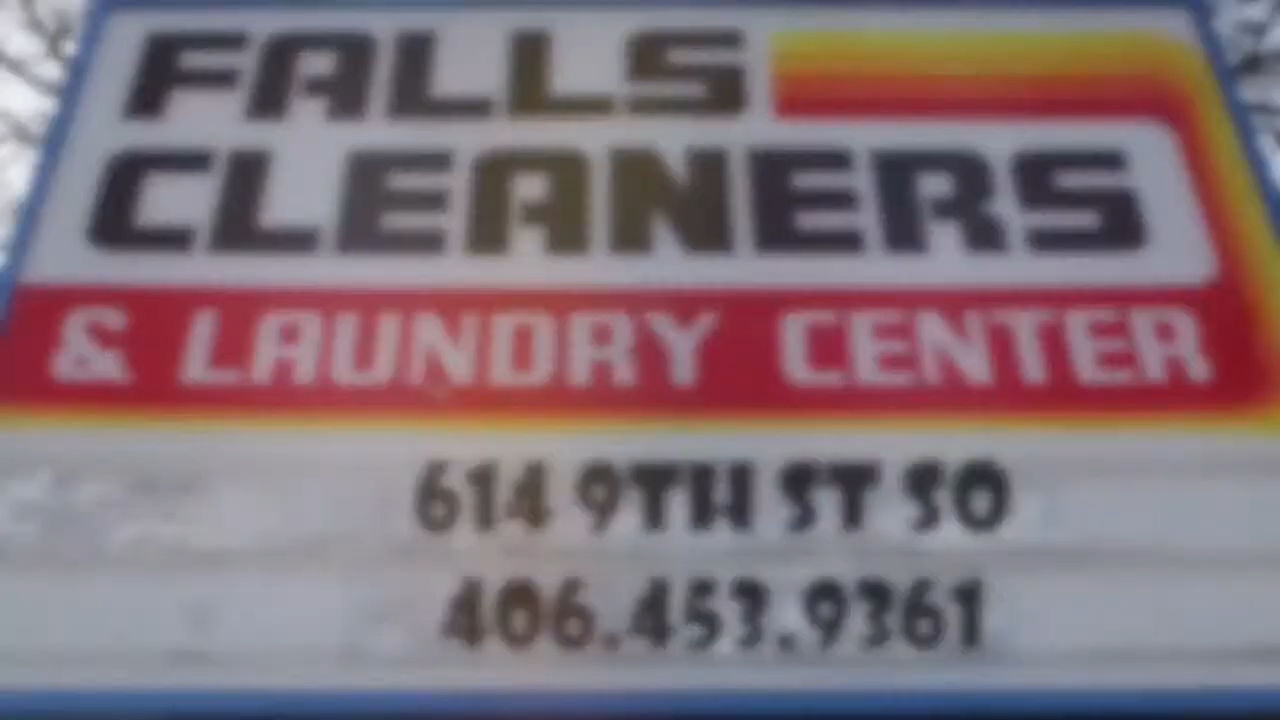 FALLS
CLEANERS
& LAUNDRY CENTER
614 9TH ST SO
406.453.9361